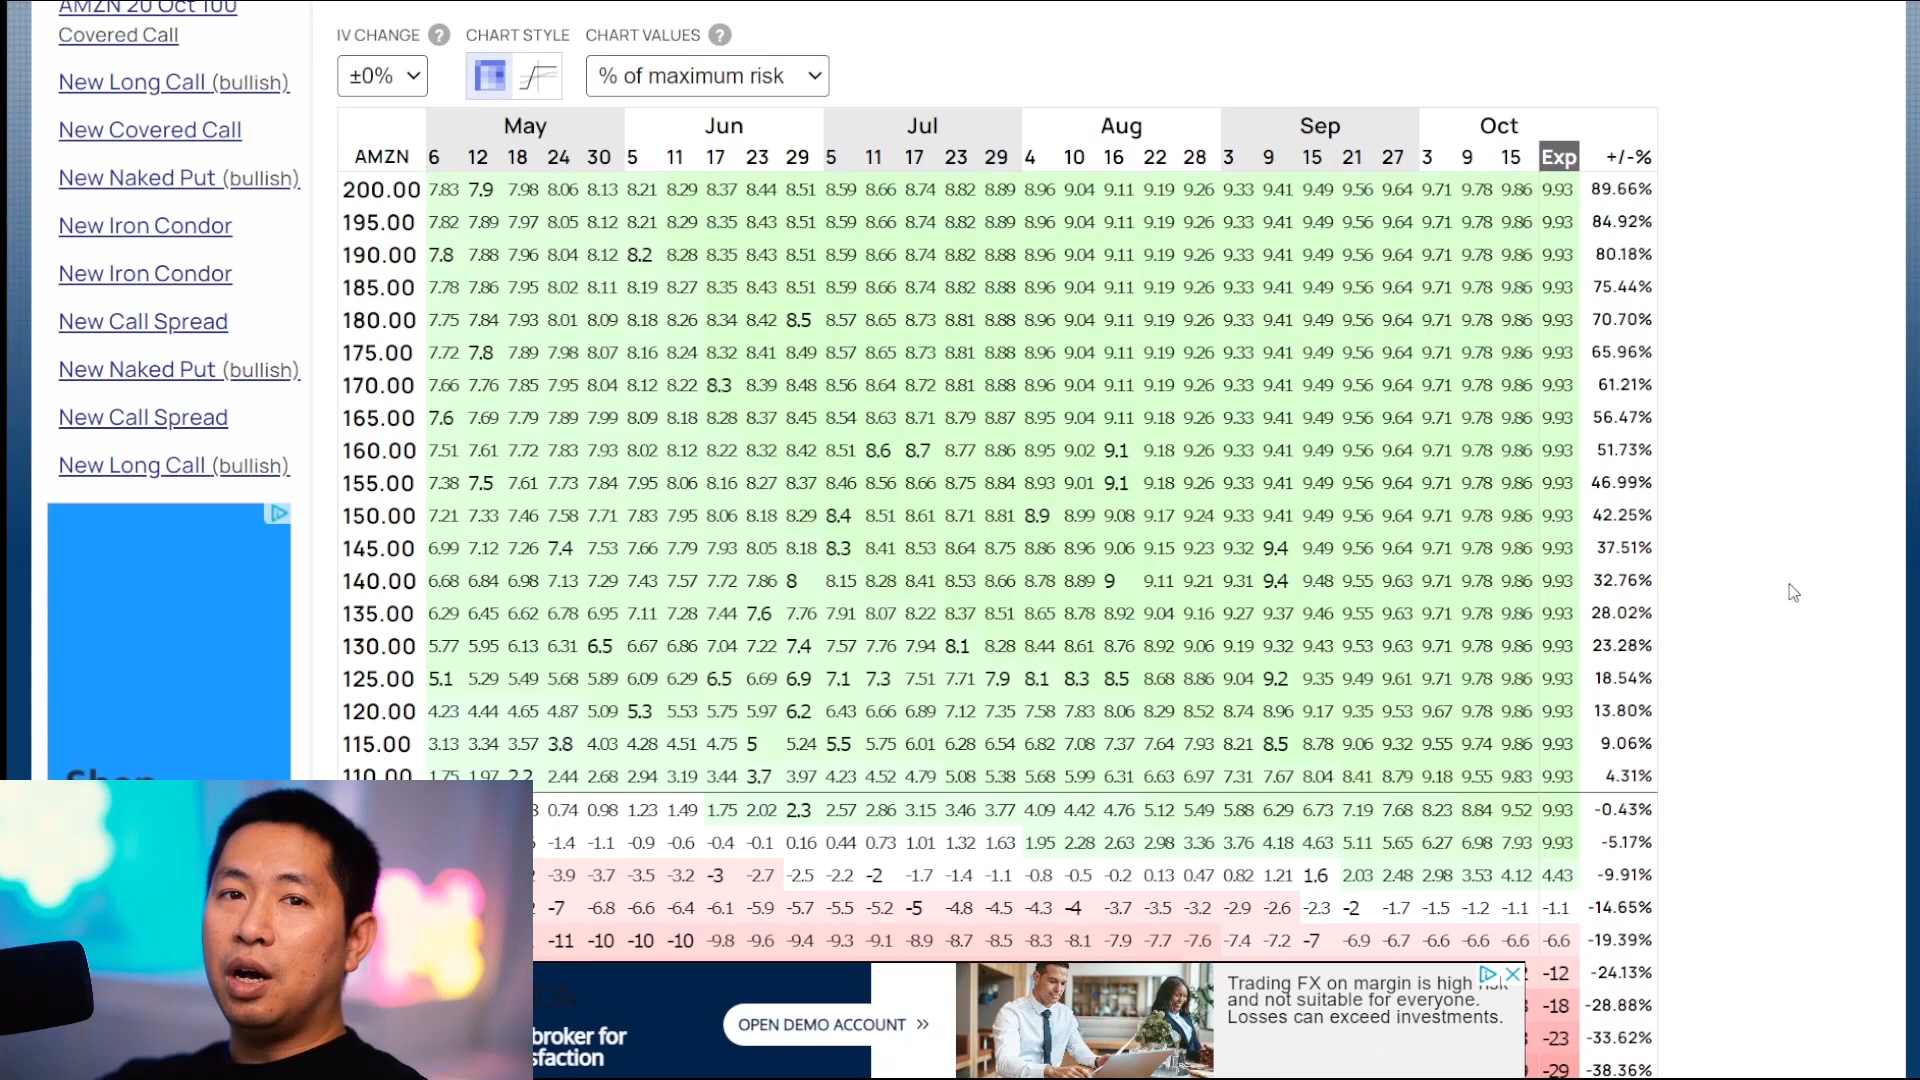 AMZN 20 Oct 100
Covered Call
New Long Call (bullish)
New Covered Call
New Naked Put (bullish)
New Iron Condor
New Iron Condor
New Call Spread
New Naked Put (bullish)
New Call Spread
New Long Call (bullish)
IV CHANGE ? CHART STYLE CHART VALUES ?
±0% % of maximum risk
May Jun Jul Aug Sep Oct
AMZN 6 12 18 24 30 5 11 17 23 29 5 11 17 23 29 4 10 16 22 28 3 9 15 21 27 3 9 15 Exp +/-%
200.00 7.83 7.9 7.98 8.06 8.13 8.21 8.29 8.37 8.44 8.51 8.59 8.66 8.74 8.82 8.89 8.96 9.04 9.11 9.19 9.26 9.33 9.41 9.49 9.56 9.64 9.71 9.78 9.86 9.93 89.66%
195.00 7.82 7.89 7.97 8.05 8.12 8.21 8.28 8.35 8.43 8.51 8.59 8.66 8.74 8.82 8.89 8.96 9.04 9.11 9.19 9.26 9.33 9.41 9.49 9.56 9.64 9.71 9.78 9.86 9.93 84.92%
190.00 7.8 7.88 7.96 8.04 8.12 8.2 8.28 8.35 8.43 8.51 8.59 8.66 8.74 8.82 8.88 8.96 9.04 9.11 9.19 9.26 9.33 9.41 9.49 9.56 9.64 9.71 9.78 9.86 9.93 80.18%
185.00 7.78 7.86 7.95 8.02 8.11 8.19 8.27 8.35 8.43 8.51 8.59 8.66 8.74 8.82 8.88 8.96 9.04 9.11 9.19 9.26 9.33 9.41 9.49 9.56 9.64 9.71 9.78 9.86 9.93 75.44%
180.00 7.75 7.84 7.93 8.01 8.09 8.18 8.26 8.34 8.42 8.5 8.57 8.65 8.73 8.81 8.88 8.96 9.04 9.11 9.19 9.26 9.33 9.41 9.49 9.56 9.64 9.71 9.78 9.86 9.93 70.70%
175.00 7.72 7.8 7.89 7.98 8.07 8.16 8.24 8.32 8.41 8.49 8.57 8.65 8.73 8.81 8.88 8.96 9.04 9.11 9.19 9.26 9.33 9.41 9.49 9.56 9.64 9.71 9.78 9.86 9.93 65.96%
170.00 7.66 7.76 7.85 7.95 8.04 8.12 8.22 8.3 8.39 8.48 8.56 8.64 8.72 8.81 8.88 8.96 9.04 9.11 9.19 9.26 9.33 9.41 9.49 9.56 9.64 9.71 9.78 9.86 9.93 61.21%
165.00 7.6 7.69 7.79 7.89 7.99 8.09 8.18 8.28 8.37 8.45 8.54 8.63 8.71 8.79 8.87 8.95 9.04 9.11 9.18 9.26 9.33 9.41 9.49 9.56 9.64 9.71 9.78 9.86 9.93 56.47%
160.00 7.51 7.61 7.72 7.83 7.93 8.02 8.12 8.22 8.32 8.42 8.51 8.6 8.7 8.77 8.86 8.95 9.02 9.1 9.18 9.26 9.33 9.41 9.49 9.56 9.64 9.71 9.78 9.86 9.93 51.73%
155.00 7.38 7.5 7.61 7.73 7.84 7.95 8.06 8.16 8.27 8.37 8.46 8.56 8.66 8.75 8.84 8.93 9.01 9.1 9.18 9.26 9.33 9.41 9.49 9.56 9.64 9.71 9.78 9.86 9.93 46.99%
150.00 7.21 7.33 7.46 7.58 7.71 7.83 7.95 8.06 8.18 8.29 8.4 8.51 8.61 8.71 8.81 8.9 8.99 9.08 9.17 9.24 9.33 9.41 9.49 9.56 9.64 9.71 9.78 9.86 9.93 42.25%
145.00 6.99 7.12 7.26 7.4 7.53 7.66 7.79 7.93 8.05 8.18 8.3 8.41 8.53 8.64 8.75 8.86 8.96 9.06 9.15 9.23 9.32 9.4 9.49 9.56 9.64 9.71 9.78 9.86 9.93 37.51%
140.00 6.68 6.84 6.98 7.13 7.29 7.43 7.57 7.72 7.86 8 8.15 8.28 8.41 8.53 8.66 8.78 8.89 9 9.11 9.21 9.31 9.4 9.48 9.55 9.63 9.71 9.78 9.86 9.93 32.76%
135.00 6.29 6.45 6.62 6.78 6.95 7.11 7.28 7.44 7.6 7.76 7.91 8.07 8.22 8.37 8.51 8.65 8.78 8.92 9.04 9.16 9.27 9.37 9.46 9.55 9.63 9.71 9.78 9.86 9.93 28.02%
130.00 5.77 5.95 6.13 6.31 6.5 6.67 6.86 7.04 7.22 7.4 7.57 7.76 7.94 8.1 8.28 8.44 8.61 8.76 8.92 9.06 9.19 9.32 9.43 9.53 9.63 9.71 9.78 9.86 9.93 23.28%
125.00 5.1 5.29 5.49 5.68 5.89 6.09 6.29 6.5 6.69 6.9 7.1 7.3 7.51 7.71 7.9 8.1 8.3 8.5 8.68 8.86 9.04 9.2 9.35 9.49 9.61 9.71 9.78 9.86 9.93 18.54%
120.00 4.23 4.44 4.65 4.87 5.09 5.3 5.53 5.75 5.97 6.2 6.43 6.66 6.89 7.12 7.35 7.58 7.83 8.06 8.29 8.52 8.74 8.96 9.17 9.35 9.53 9.67 9.78 9.86 9.93 13.80%
115.00 3.13 3.34 3.57 3.8 4.03 4.28 4.51 4.75 5 5.24 5.5 5.75 6.01 6.28 6.54 6.82 7.08 7.37 7.64 7.93 8.21 8.5 8.78 9.06 9.32 9.55 9.74 9.86 9.93 9.06%
110.00 1.75 1.97 2.2 2.44 2.68 2.94 3.19 3.44 3.7 3.97 4.23 4.52 4.79 5.08 5.38 5.68 5.99 6.31 6.63 6.97 7.31 7.67 8.04 8.41 8.79 9.18 9.55 9.83 9.93 4.31%
0.74 0.98 1.23 1.49 1.75 2.02 2.3 2.57 2.86 3.15 3.46 3.77 4.09 4.42 4.76 5.12 5.49 5.88 6.29 6.73 7.19 7.68 8.23 8.84 9.52 9.93 -0.43%
-1.4 -1.1 -0.9 -0.6 -0.4 -0.1 0.16 0.44 0.73 1.01 1.32 1.63 1.95 2.28 2.63 2.98 3.36 3.76 4.18 4.63 5.11 5.65 6.27 6.98 7.93 9.93 -5.17%
-3.9 -3.7 -3.5 -3.2 -3 -2.7 -2.5 -2.2 -2 -1.7 -1.4 -1.1 -0.8 -0.5 -0.2 0.13 0.47 0.82 1.21 1.6 2.03 2.48 2.98 3.53 4.12 4.43 -9.91%
-7 -6.8 -6.6 -6.4 -6.1 -5.9 -5.7 -5.5 -5.2 -5 -4.8 -4.5 -4.3 -4 -3.7 -3.5 -3.2 -2.9 -2.6 -2.3 -2 -1.7 -1.5 -1.2 -1.1 -1.1 -14.65%
-11 -10 -10 -10 -9.8 -9.6 -9.4 -9.3 -9.1 -8.9 -8.7 -8.5 -8.3 -8.1 -7.9 -7.7 -7.6 -7.4 -7.2 -7 -6.9 -6.7 -6.6 -6.6 -6.6 -6.6 -19.39%
-12 -24.13%
-18 -28.88%
-23 -33.62%
-29 -38.36%
broker for
sfaction
OPEN DEMO ACCOUNT »
Trading FX on margin is high
and not suitable for everyone.
Losses can exceed investments.